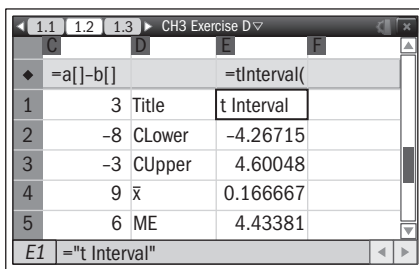 1.1 1.2 1.3 CH3 Exercise D
C D E F
=a[]–b[] =tInterval(
1 3 Title t Interval
2 –8 CLower –4.26715
3 –3 CUpper 4.60048
4 9 x̄ 0.166667
5 6 ME 4.43381
E1 ="t Interval"